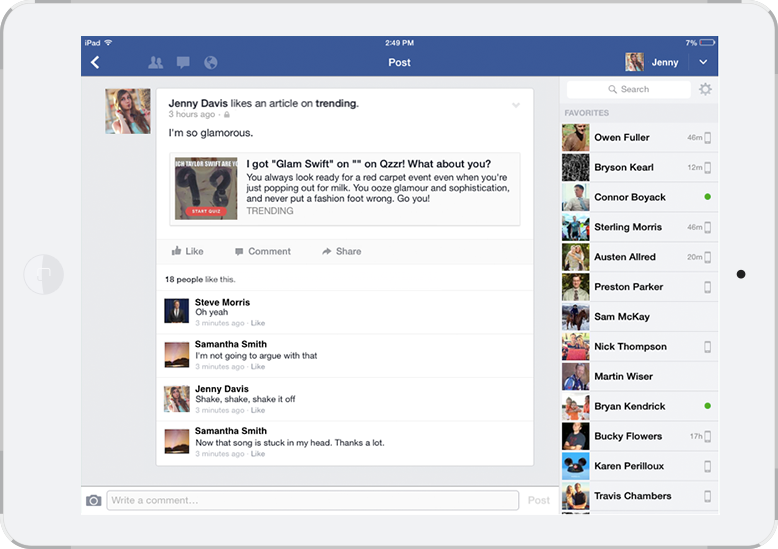 iPad 2:49 PM 7%
Post Jenny
Search
Jenny Davis likes an article on trending.
3 hours ago ·
I'm so glamorous.
ICH TAYLOR SWIFT ARE YO
??
START QUIZ
I got "Glam Swift" on "" on Qzzr! What about you?
You always look ready for a red carpet event even when you're
just popping out for milk. You ooze glamour and sophistication,
and never put a fashion foot wrong. Go you!
TRENDING
Like Comment Share
18 people like this.
Steve Morris
Oh yeah
3 minutes ago · Like
Samantha Smith
I'm not going to argue with that
3 minutes ago · Like
Jenny Davis
Shake, shake, shake it off
3 minutes ago · Like
Samantha Smith
Now that song is stuck in my head. Thanks a lot.
3 minutes ago · Like
Write a comment... Post
FAVORITES
Owen Fuller 46m
Bryson Kearl 12m
Connor Boyack
Sterling Morris 46m
Austen Allred 20m
Preston Parker
Sam McKay
Nick Thompson
Martin Wiser
Bryan Kendrick
Bucky Flowers 17h
Karen Perilloux
Travis Chambers